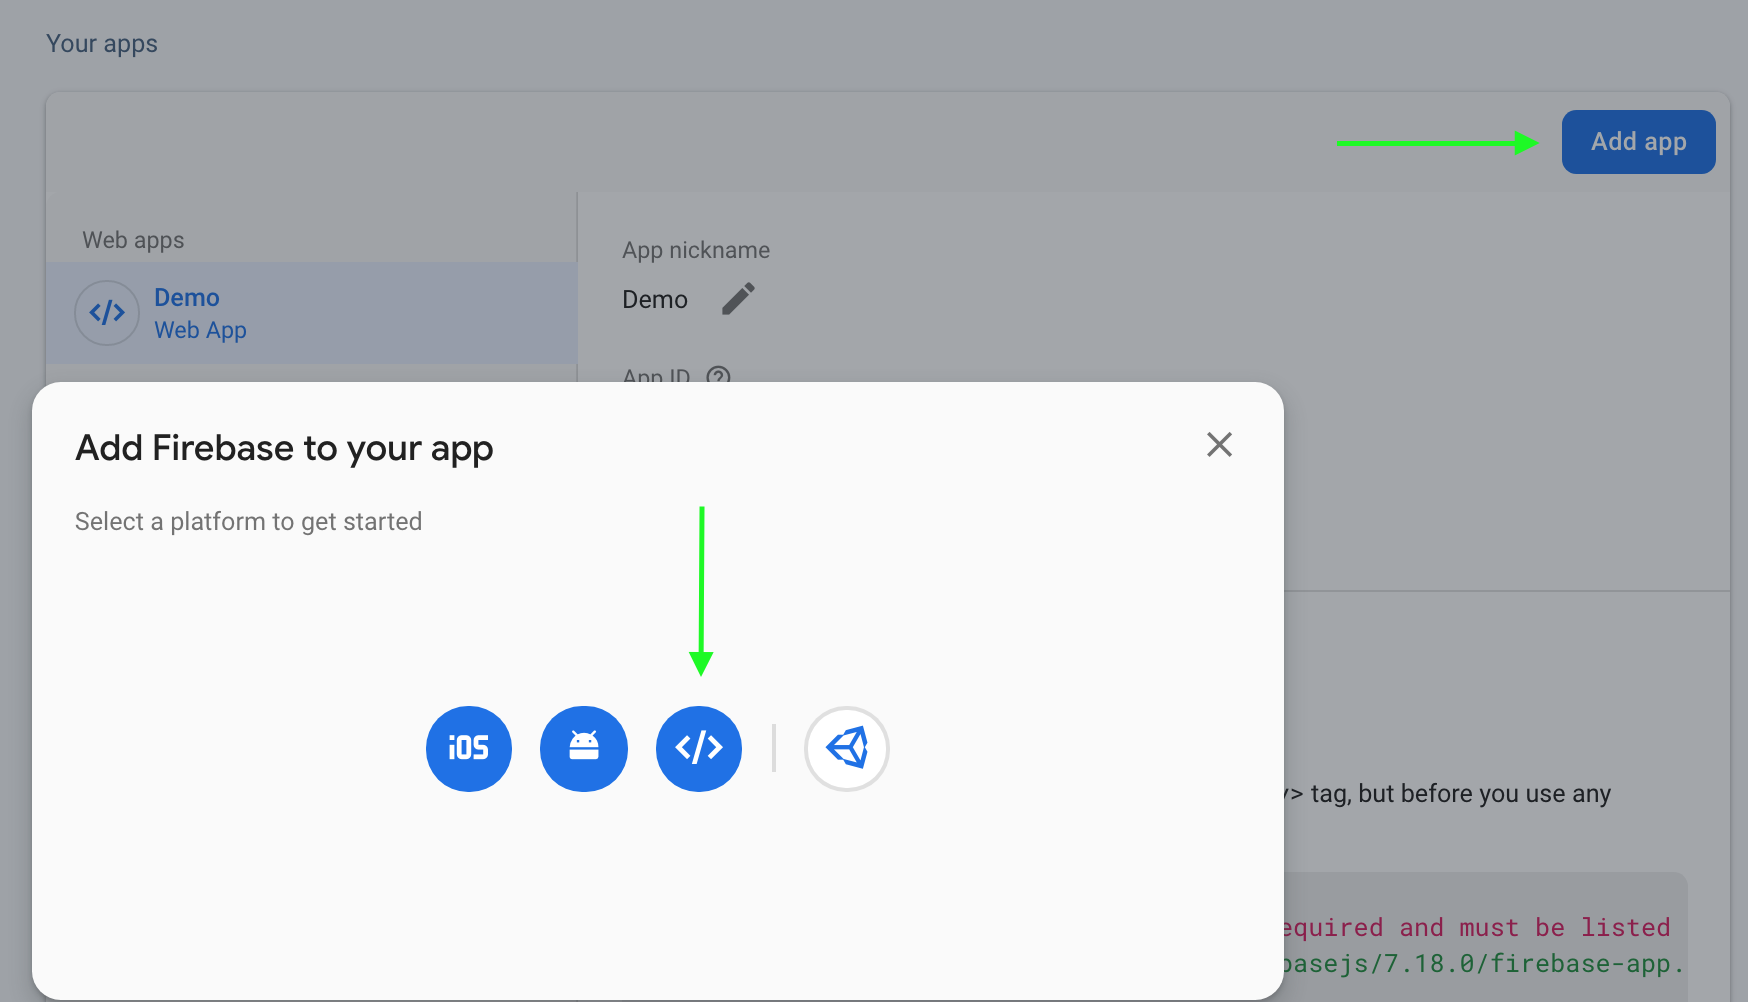 Your apps
Add app
Web apps
</>
Demo
Web App
App nickname
Demo
App ID
Add Firebase to your app
Select a platform to get started
iOS
</>
/> tag, but before you use any
equired and must be listed
basejs/7.18.0/firebase-app.